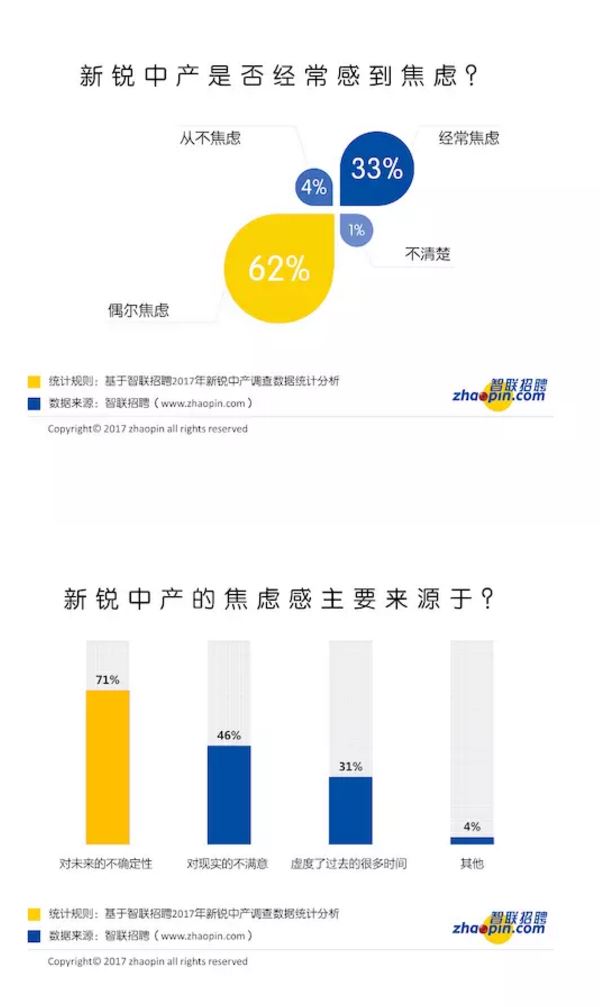 新锐中产是否经常感到焦虑？
从不焦虑
经常焦虑
33%
4%
1%
不清楚
62%
偶尔焦虑
统计规则：基于智联招聘2017年新锐中产调查数据统计分析
数据来源：智联招聘（www.zhaopin.com）
智联招聘
zhaopin.com
Copyright© 2017 zhaopin all rights reserved
新锐中产的焦虑感主要来源于？
71%
46%
31%
4%
对未来的不确定性
对现实的不满意
虚度了过去的很多时间
其他
统计规则：基于智联招聘2017年新锐中产调查数据统计分析
数据来源：智联招聘（www.zhaopin.com）
智联招聘
zhaopin.com
Copyright© 2017 zhaopin all rights reserved